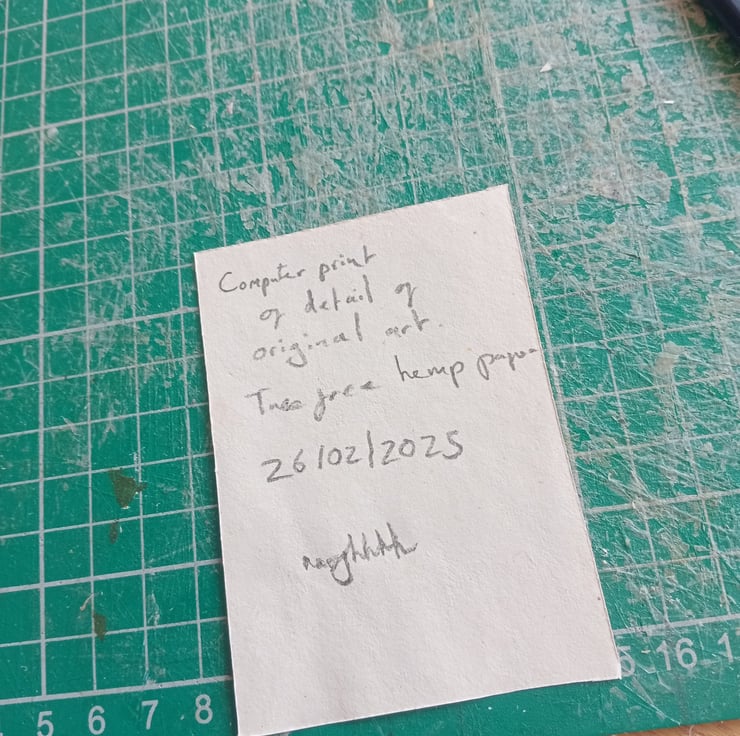 Computer print
of detail of
original art.
Tree free hemp paper
26/02/2025
5 6 7 8
16